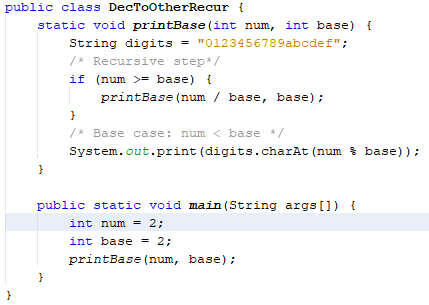 public class DecToOtherRecur {
    static void printBase(int num, int base) {
        String digits = "0123456789abcdef";
        /* Recursive step*/
        if (num >= base) {
            printBase(num / base, base);
        }
        /* Base case: num < base */
        System.out.print(digits.charAt(num % base));
    }

    public static void main(String args[]) {
        int num = 2;
        int base = 2;
        printBase(num, base);
    }
}